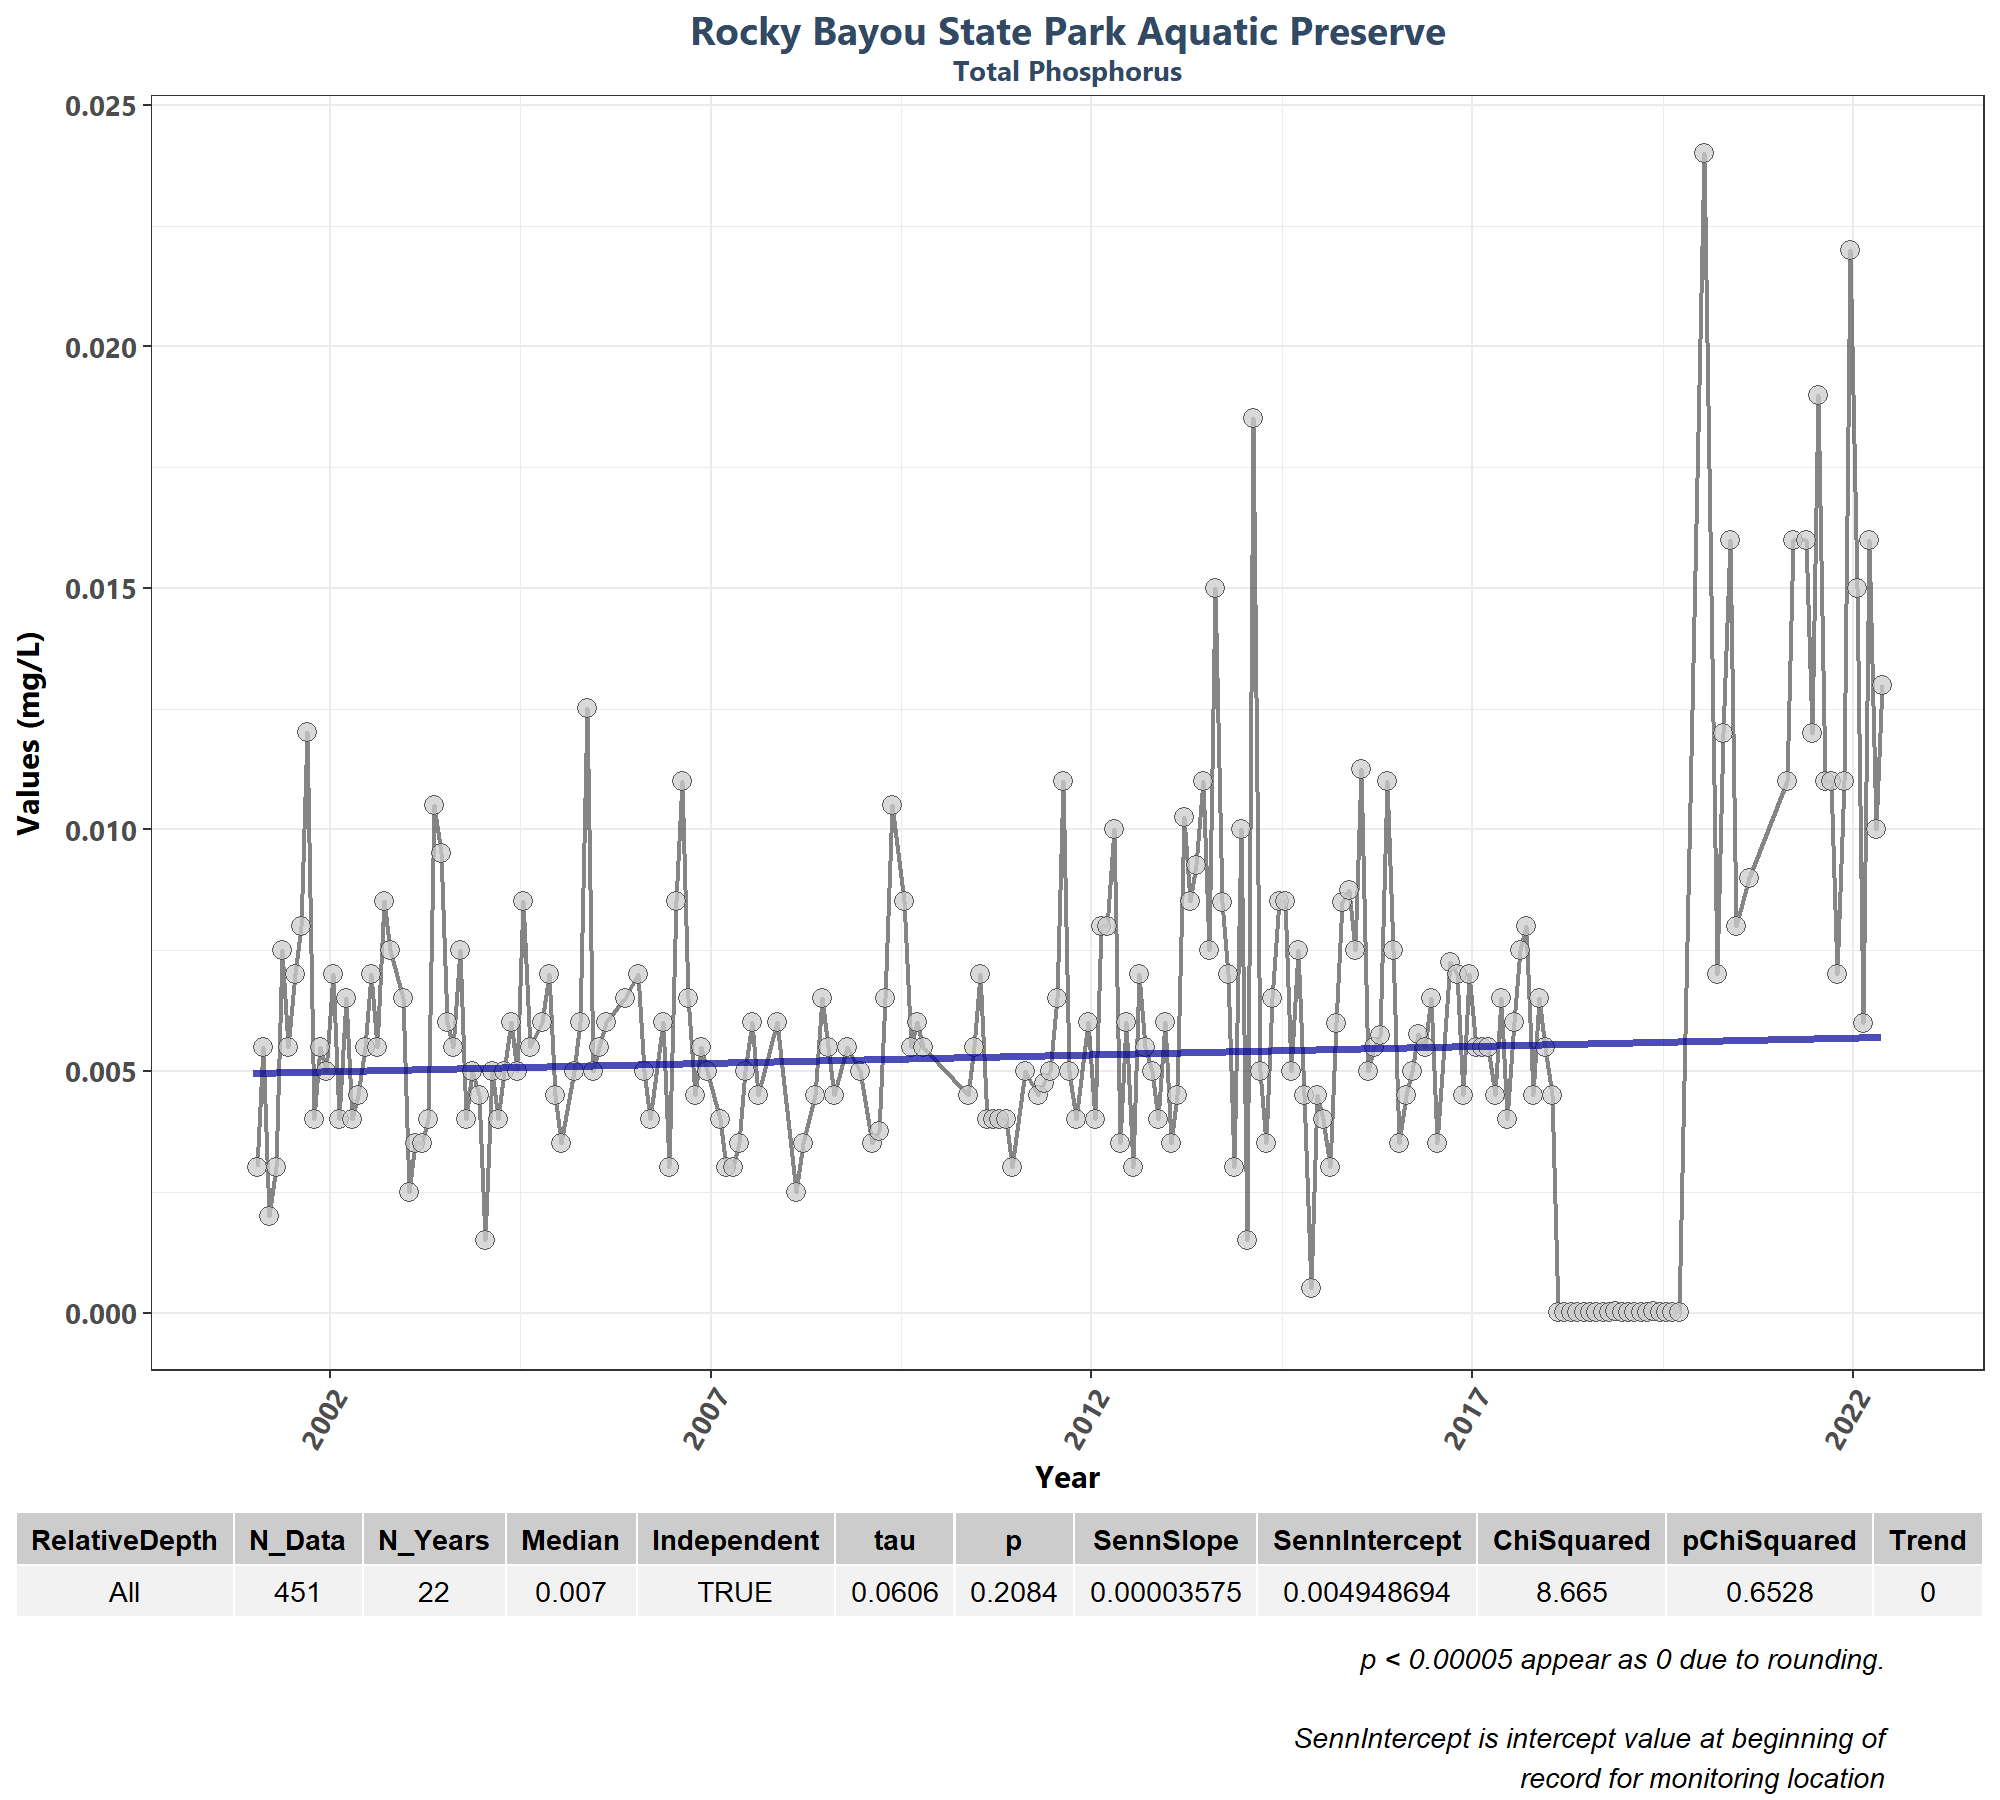 Rocky Bayou State Park Aquatic Preserve
Total Phosphorus
0.025
0.020
0.015
0.010
0.005
0.000
Values (mg/L)
2002 2007 2012 2017 2022
Year
RelativeDepth N_Data N_Years Median Independent tau p SennSlope SennIntercept ChiSquared pChiSquared Trend
All 451 22 0.007 TRUE 0.0606 0.2084 0.00003575 0.004948694 8.665 0.6528 0
p < 0.00005 appear as 0 due to rounding.
SennIntercept is intercept value at beginning of
record for monitoring location